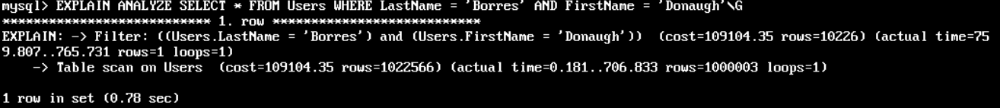 mysql> EXPLAIN ANALYZE SELECT * FROM Users WHERE LastName = 'Borres' AND FirstName = 'Donaugh'\G
*************************** 1. row ***************************
EXPLAIN: -> Filter: ((Users.LastName = 'Borres') and (Users.FirstName = 'Donaugh'))  (cost=109104.35 rows=10226) (actual time=75
9.807..765.731 rows=1 loops=1)
    -> Table scan on Users  (cost=109104.35 rows=1022566) (actual time=0.181..706.833 rows=1000003 loops=1)

1 row in set (0.78 sec)